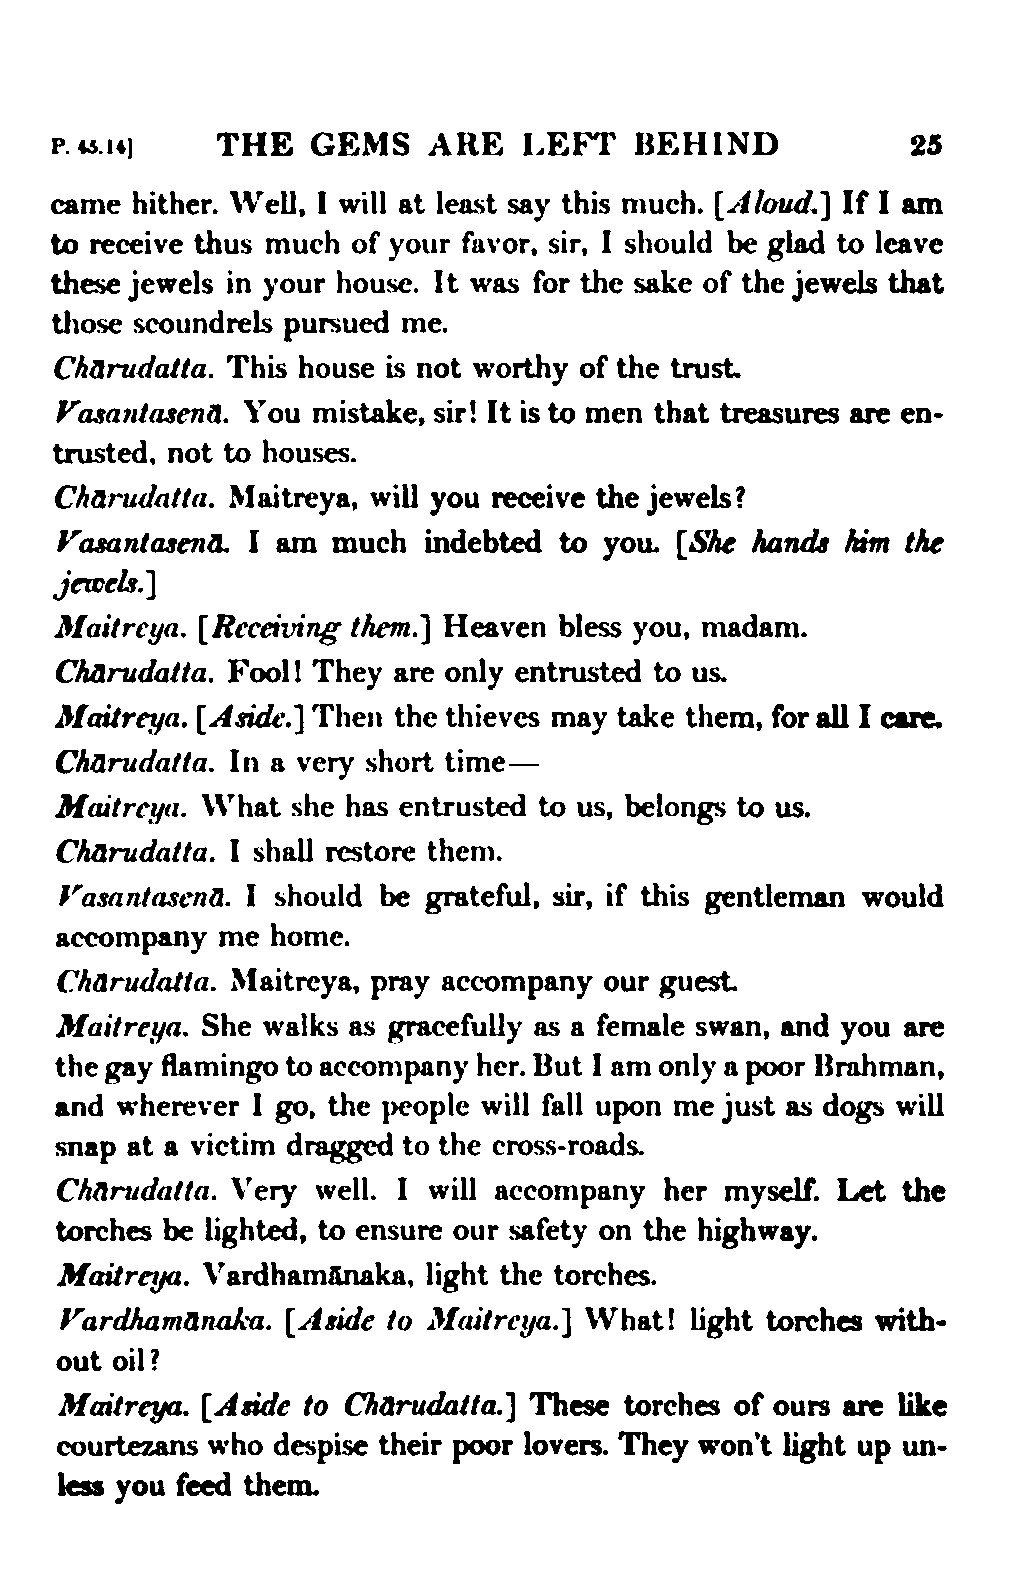 P. 45.14] THE GEMS ARE LEFT BEHIND 25
came hither. Well, I will at least say this much. [Aloud.] If I am
to receive thus much of your favor, sir, I should be glad to leave
these jewels in your house. It was for the sake of the jewels that
those scoundrels pursued me.
Chārudatta. This house is not worthy of the trust.
Vasantasenā. You mistake, sir! It is to men that treasures are en-
trusted, not to houses.
Chārudatta. Maitreya, will you receive the jewels?
Vasantasenā. I am much indebted to you. [She hands him the
jewels.]
Maitreya. [Receiving them.] Heaven bless you, madam.
Chārudatta. Fool! They are only entrusted to us.
Maitreya. [Aside.] Then the thieves may take them, for all I care.
Chārudatta. In a very short time—
Maitreya. What she has entrusted to us, belongs to us.
Chārudatta. I shall restore them.
Vasantasenā. I should be grateful, sir, if this gentleman would
accompany me home.
Chārudatta. Maitreya, pray accompany our guest.
Maitreya. She walks as gracefully as a female swan, and you are
the gay flamingo to accompany her. But I am only a poor Brahman,
and wherever I go, the people will fall upon me just as dogs will
snap at a victim dragged to the cross-roads.
Chārudatta. Very well. I will accompany her myself. Let the
torches be lighted, to ensure our safety on the highway.
Maitreya. Vardhamānaka, light the torches.
Vardhamānaka. [Aside to Maitreya.] What! light torches with-
out oil?
Maitreya. [Aside to Chārudatta.] These torches of ours are like
courtezans who despise their poor lovers. They won't light up un-
less you feed them.